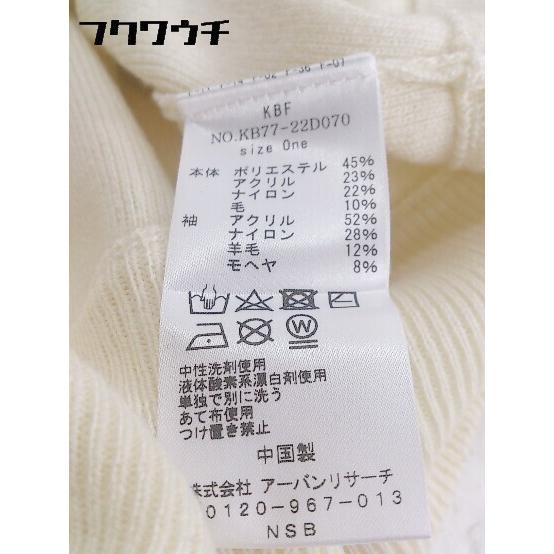 フクワウチ
KBF
NO.KB77-22D070
size One
本体 ポリエステル 45%
アクリル 23%
ナイロン 22%
毛 10%
袖 アクリル 52%
ナイロン 28%
羊毛 12%
モヘヤ 8%
中性洗剤使用
液体酸素系漂白剤使用
単独で別に洗う
あて布使用
つけ置き禁止
中国製
株式会社 アーバンリサーチ
0120-967-013
NSB